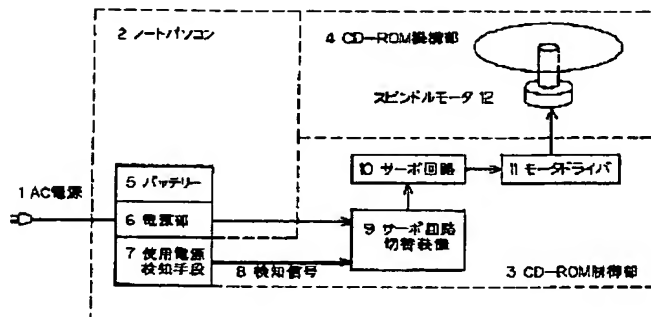 2 ノートパソコン
4 CD-ROM機構部
スピンドルモータ 12
1 AC電源
5 バッテリー
6 電源部
7 使用電源
検知手段
8 検知信号
9 サーボ回路
切替装置
10 サーボ回路
11 モータドライバ
3 CD-ROM制御部